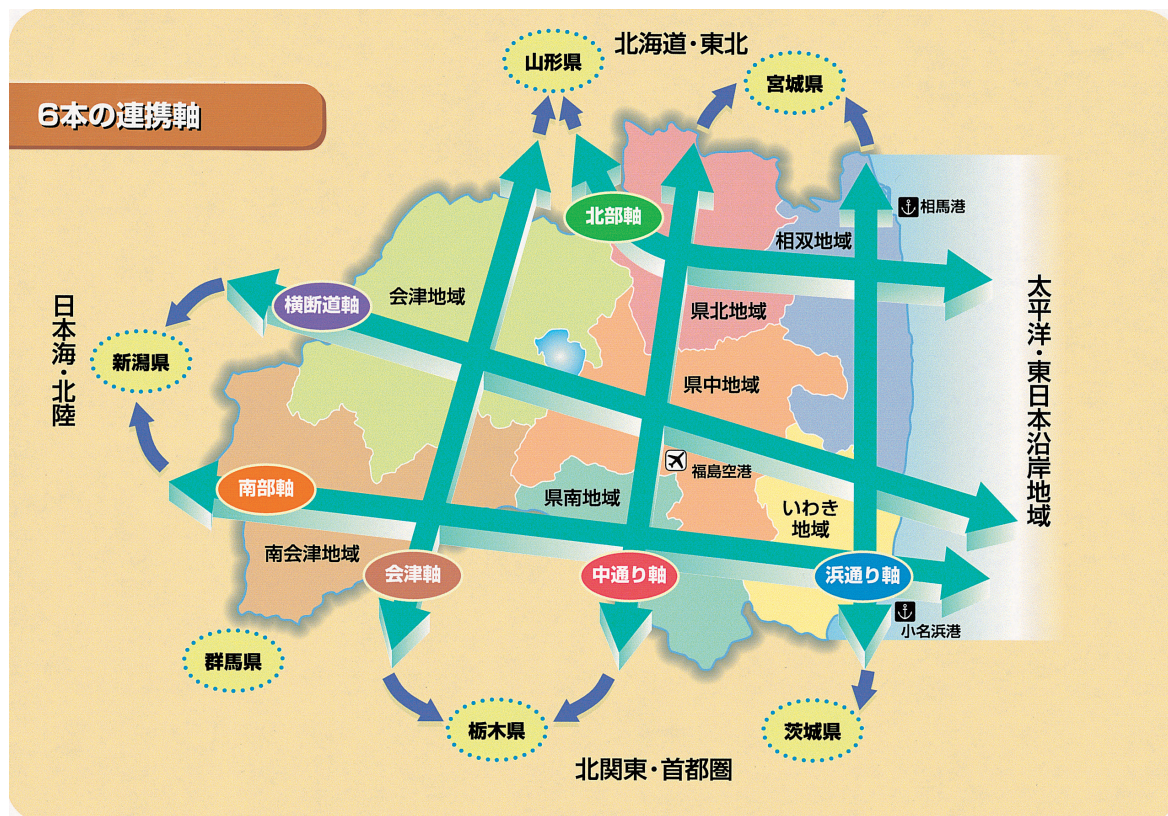 6本の連携軸
北海道・東北
山形県
宮城県
相馬港
北部軸
相双地域
会津地域
横断道軸
県北地域
日本海・北陸
太平洋・東日本沿岸地域
新潟県
県中地域
福島空港
南部軸
県南地域
いわき
地域
南会津地域
会津軸
中通り軸
浜通り軸
小名浜港
群馬県
栃木県
茨城県
北関東・首都圏